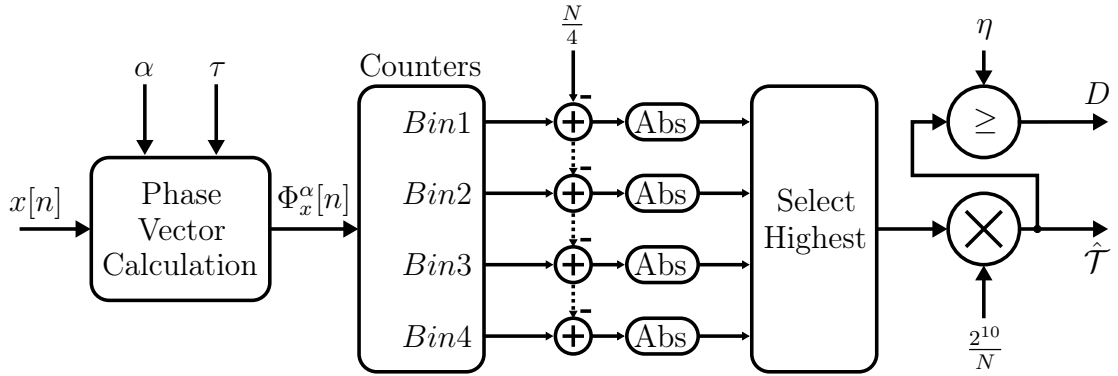 x[n]
α
τ
Phase
Vector
Calculation
Φ_x^α[n]
Counters
Bin1
Bin2
Bin3
Bin4
N/4
-
+
Abs
-
+
Abs
-
+
Abs
-
+
Abs
Select
Highest
η
≥
D
×
𝒯̂
2^10/N